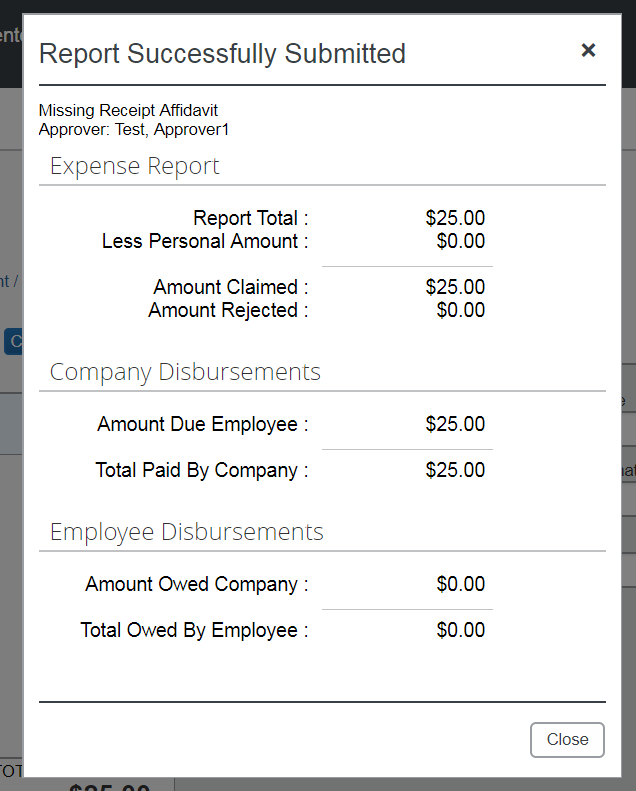 Report Successfully Submitted ×
Missing Receipt Affidavit
Approver: Test, Approver1
Expense Report
Report Total : $25.00
Less Personal Amount : $0.00
Amount Claimed : $25.00
Amount Rejected : $0.00
Company Disbursements
Amount Due Employee : $25.00
Total Paid By Company : $25.00
Employee Disbursements
Amount Owed Company : $0.00
Total Owed By Employee : $0.00
Close